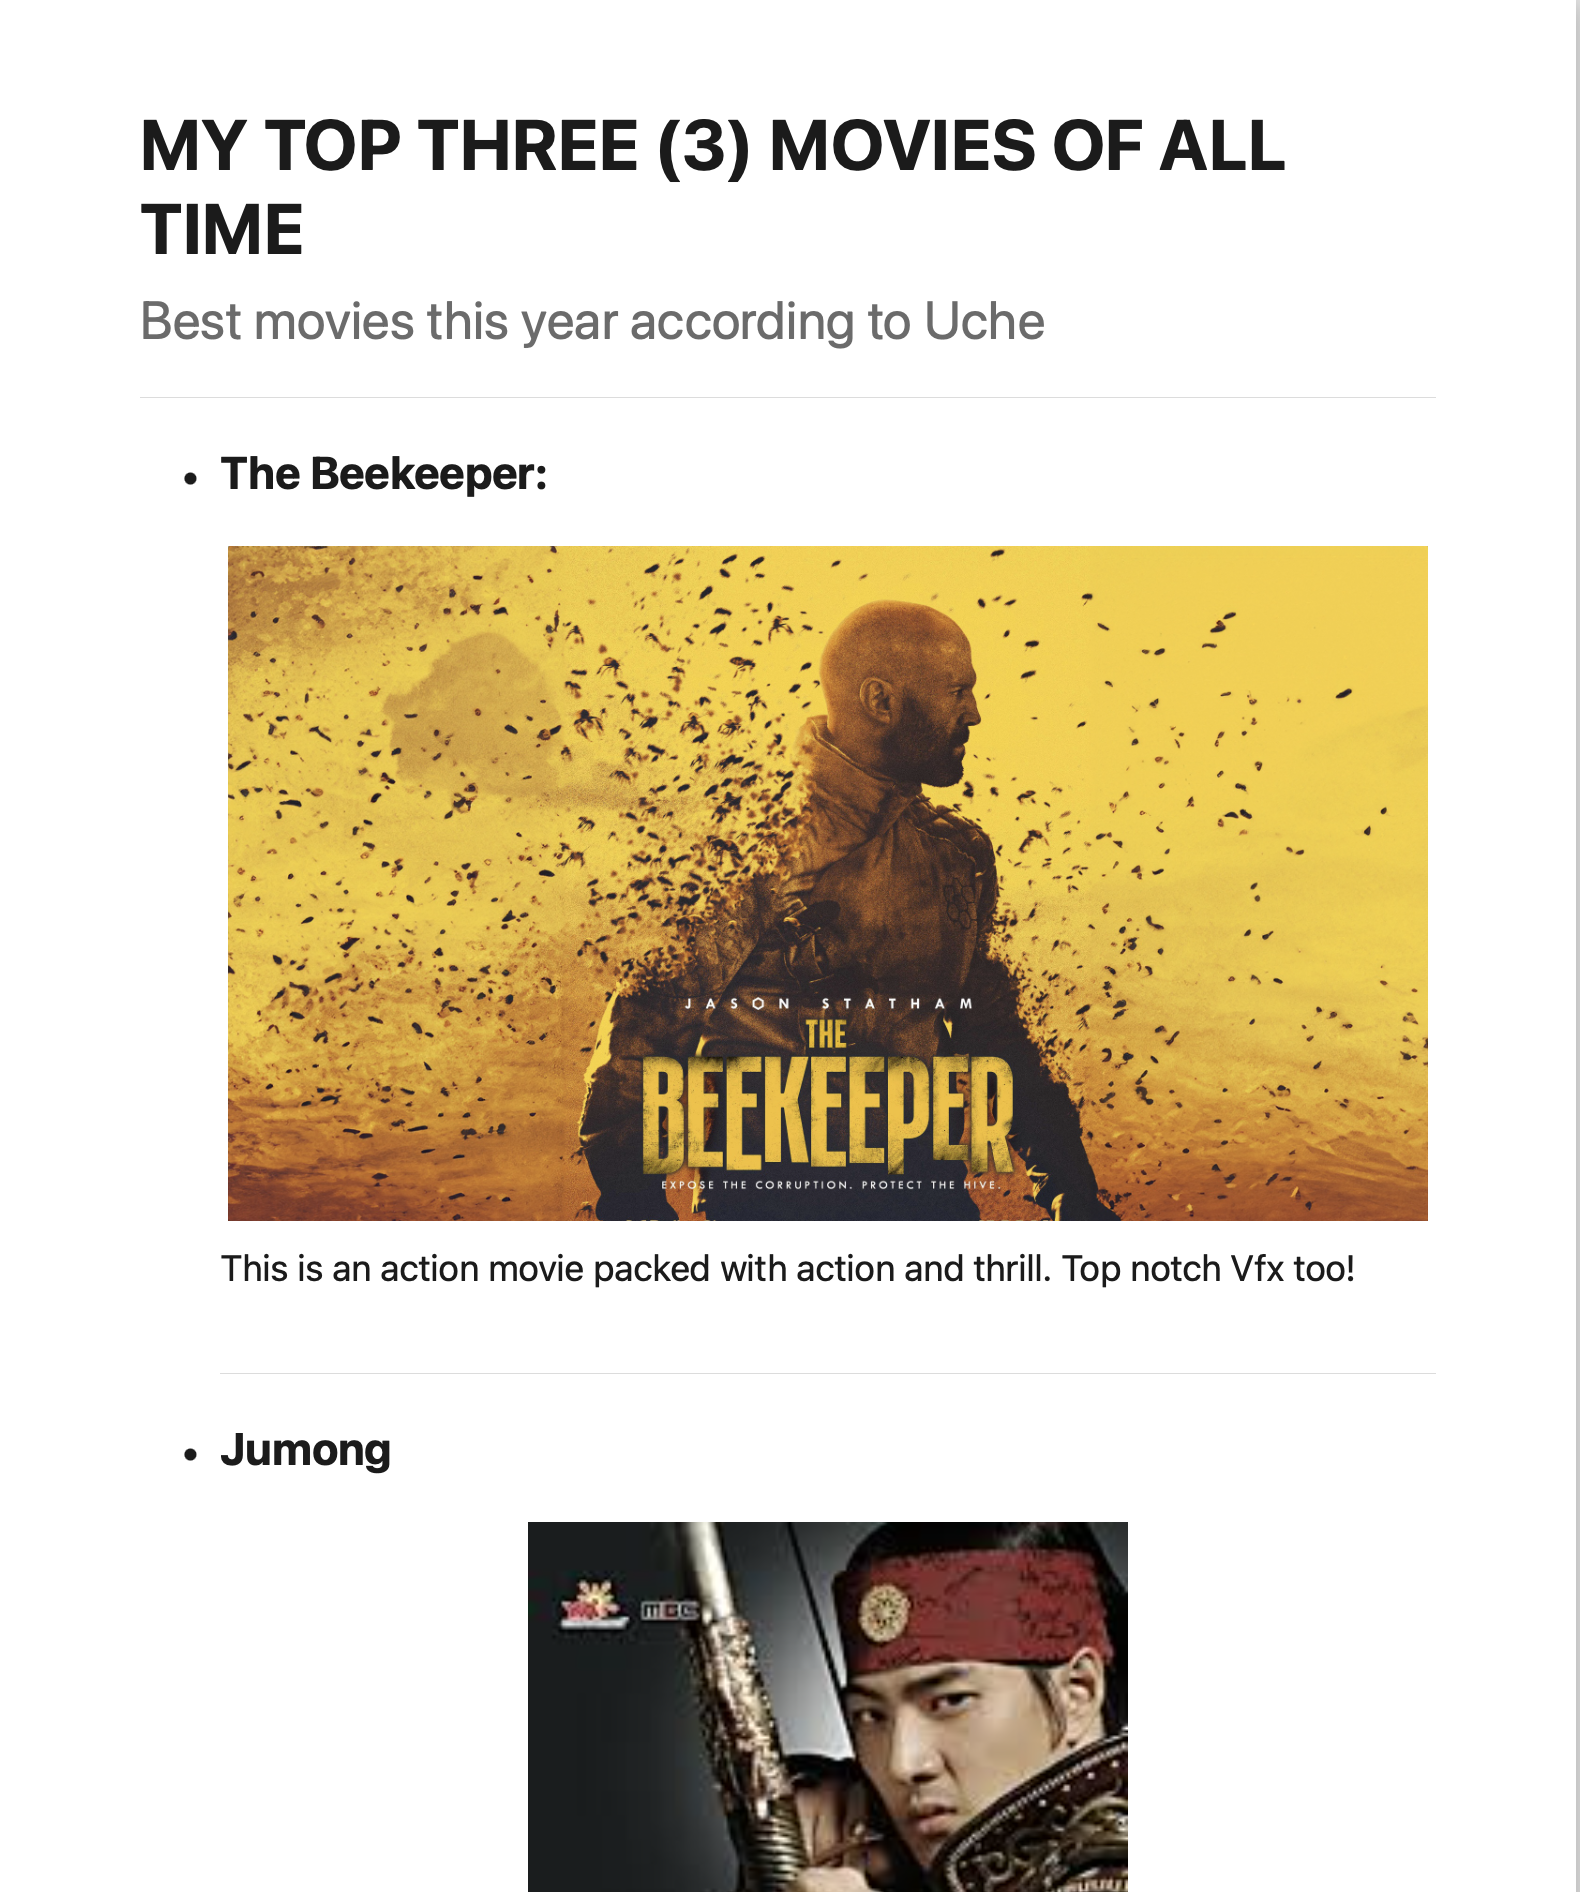 MY TOP THREE (3) MOVIES OF ALL
TIME
Best movies this year according to Uche
The Beekeeper:
JASON STATHAM
THE
BEEKEEPER
EXPOSE THE CORRUPTION. PROTECT THE HIVE.
This is an action movie packed with action and thrill. Top notch Vfx too!
Jumong
MBC